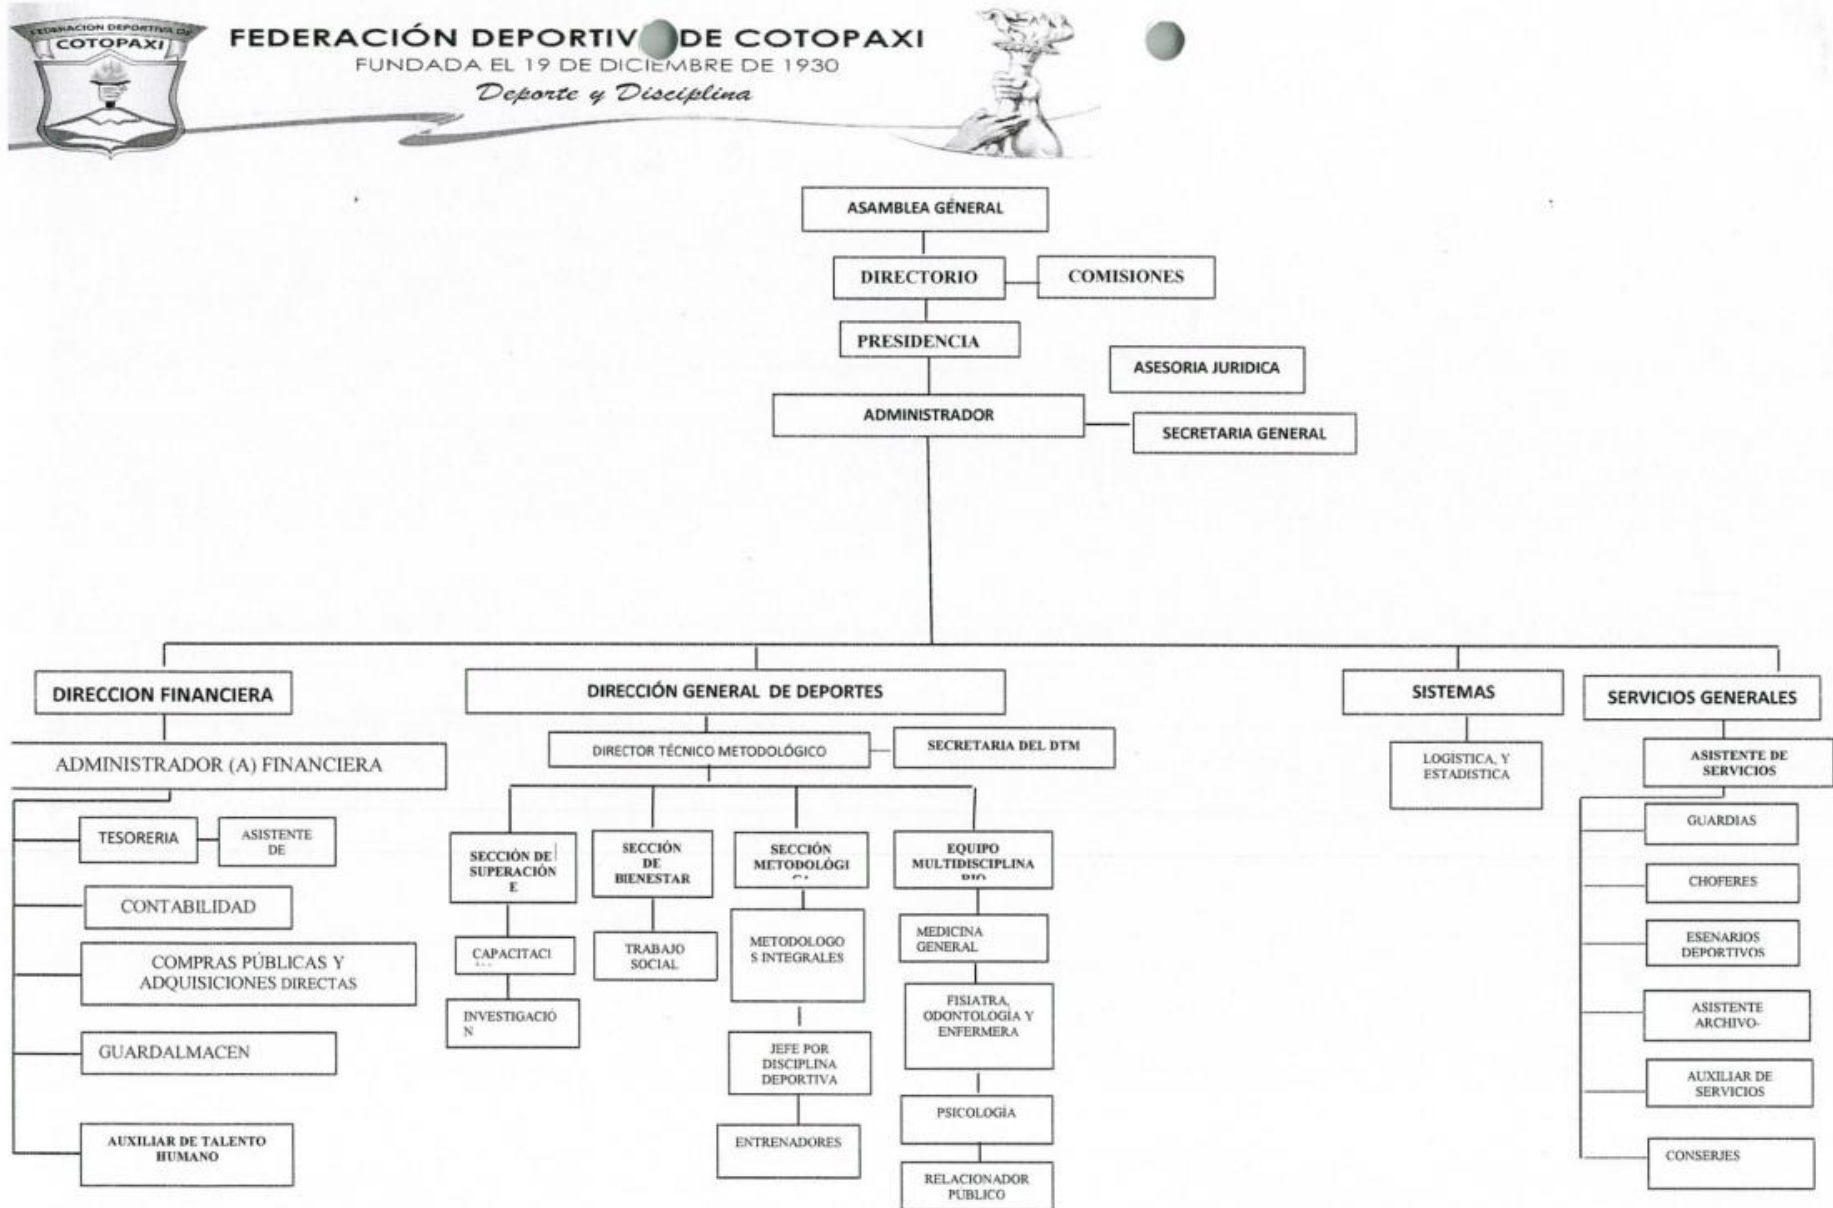 FEDERACION DEPORTIVA DE
COTOPAXI
FEDERACIÓN DEPORTIV DE COTOPAXI
FUNDADA EL 19 DE DICIEMBRE DE 1930
Deporte y Disciplina
ASAMBLEA GENERAL
DIRECTORIO
COMISIONES
PRESIDENCIA
ASESORIA JURIDICA
ADMINISTRADOR
SECRETARIA GENERAL
DIRECCION FINANCIERA
DIRECCIÓN GENERAL DE DEPORTES
SISTEMAS
SERVICIOS GENERALES
ADMINISTRADOR (A) FINANCIERA
DIRECTOR TÉCNICO METODOLÓGICO
SECRETARIA DEL DTM
LOGÍSTICA, Y
ESTADISTICA
ASISTENTE DE
SERVICIOS
TESORERIA
ASISTENTE
DE
CONTABILIDAD
COMPRAS PÚBLICAS Y
ADQUISICIONES DIRECTAS
GUARDALMACEN
AUXILIAR DE TALENTO
HUMANO
SECCIÓN DE
SUPERACIÓN
E
CAPACITACI
INVESTIGACIÓ
N
SECCIÓN
DE
BIENESTAR
TRABAJO
SOCIAL
SECCIÓN
METODOLÓGI
METODOLOGO
S INTEGRALES
JEFE POR
DISCIPLINA
DEPORTIVA
ENTRENADORES
EQUIPO
MULTIDISCIPLINA
RIO
MEDICINA
GENERAL
FISIATRA,
ODONTOLOGÍA Y
ENFERMERA
PSICOLOGÍA
RELACIONADOR
PÚBLICO
GUARDIAS
CHOFERES
ESENARIOS
DEPORTIVOS
ASISTENTE
ARCHIVO-
AUXILIAR DE
SERVICIOS
CONSERJES